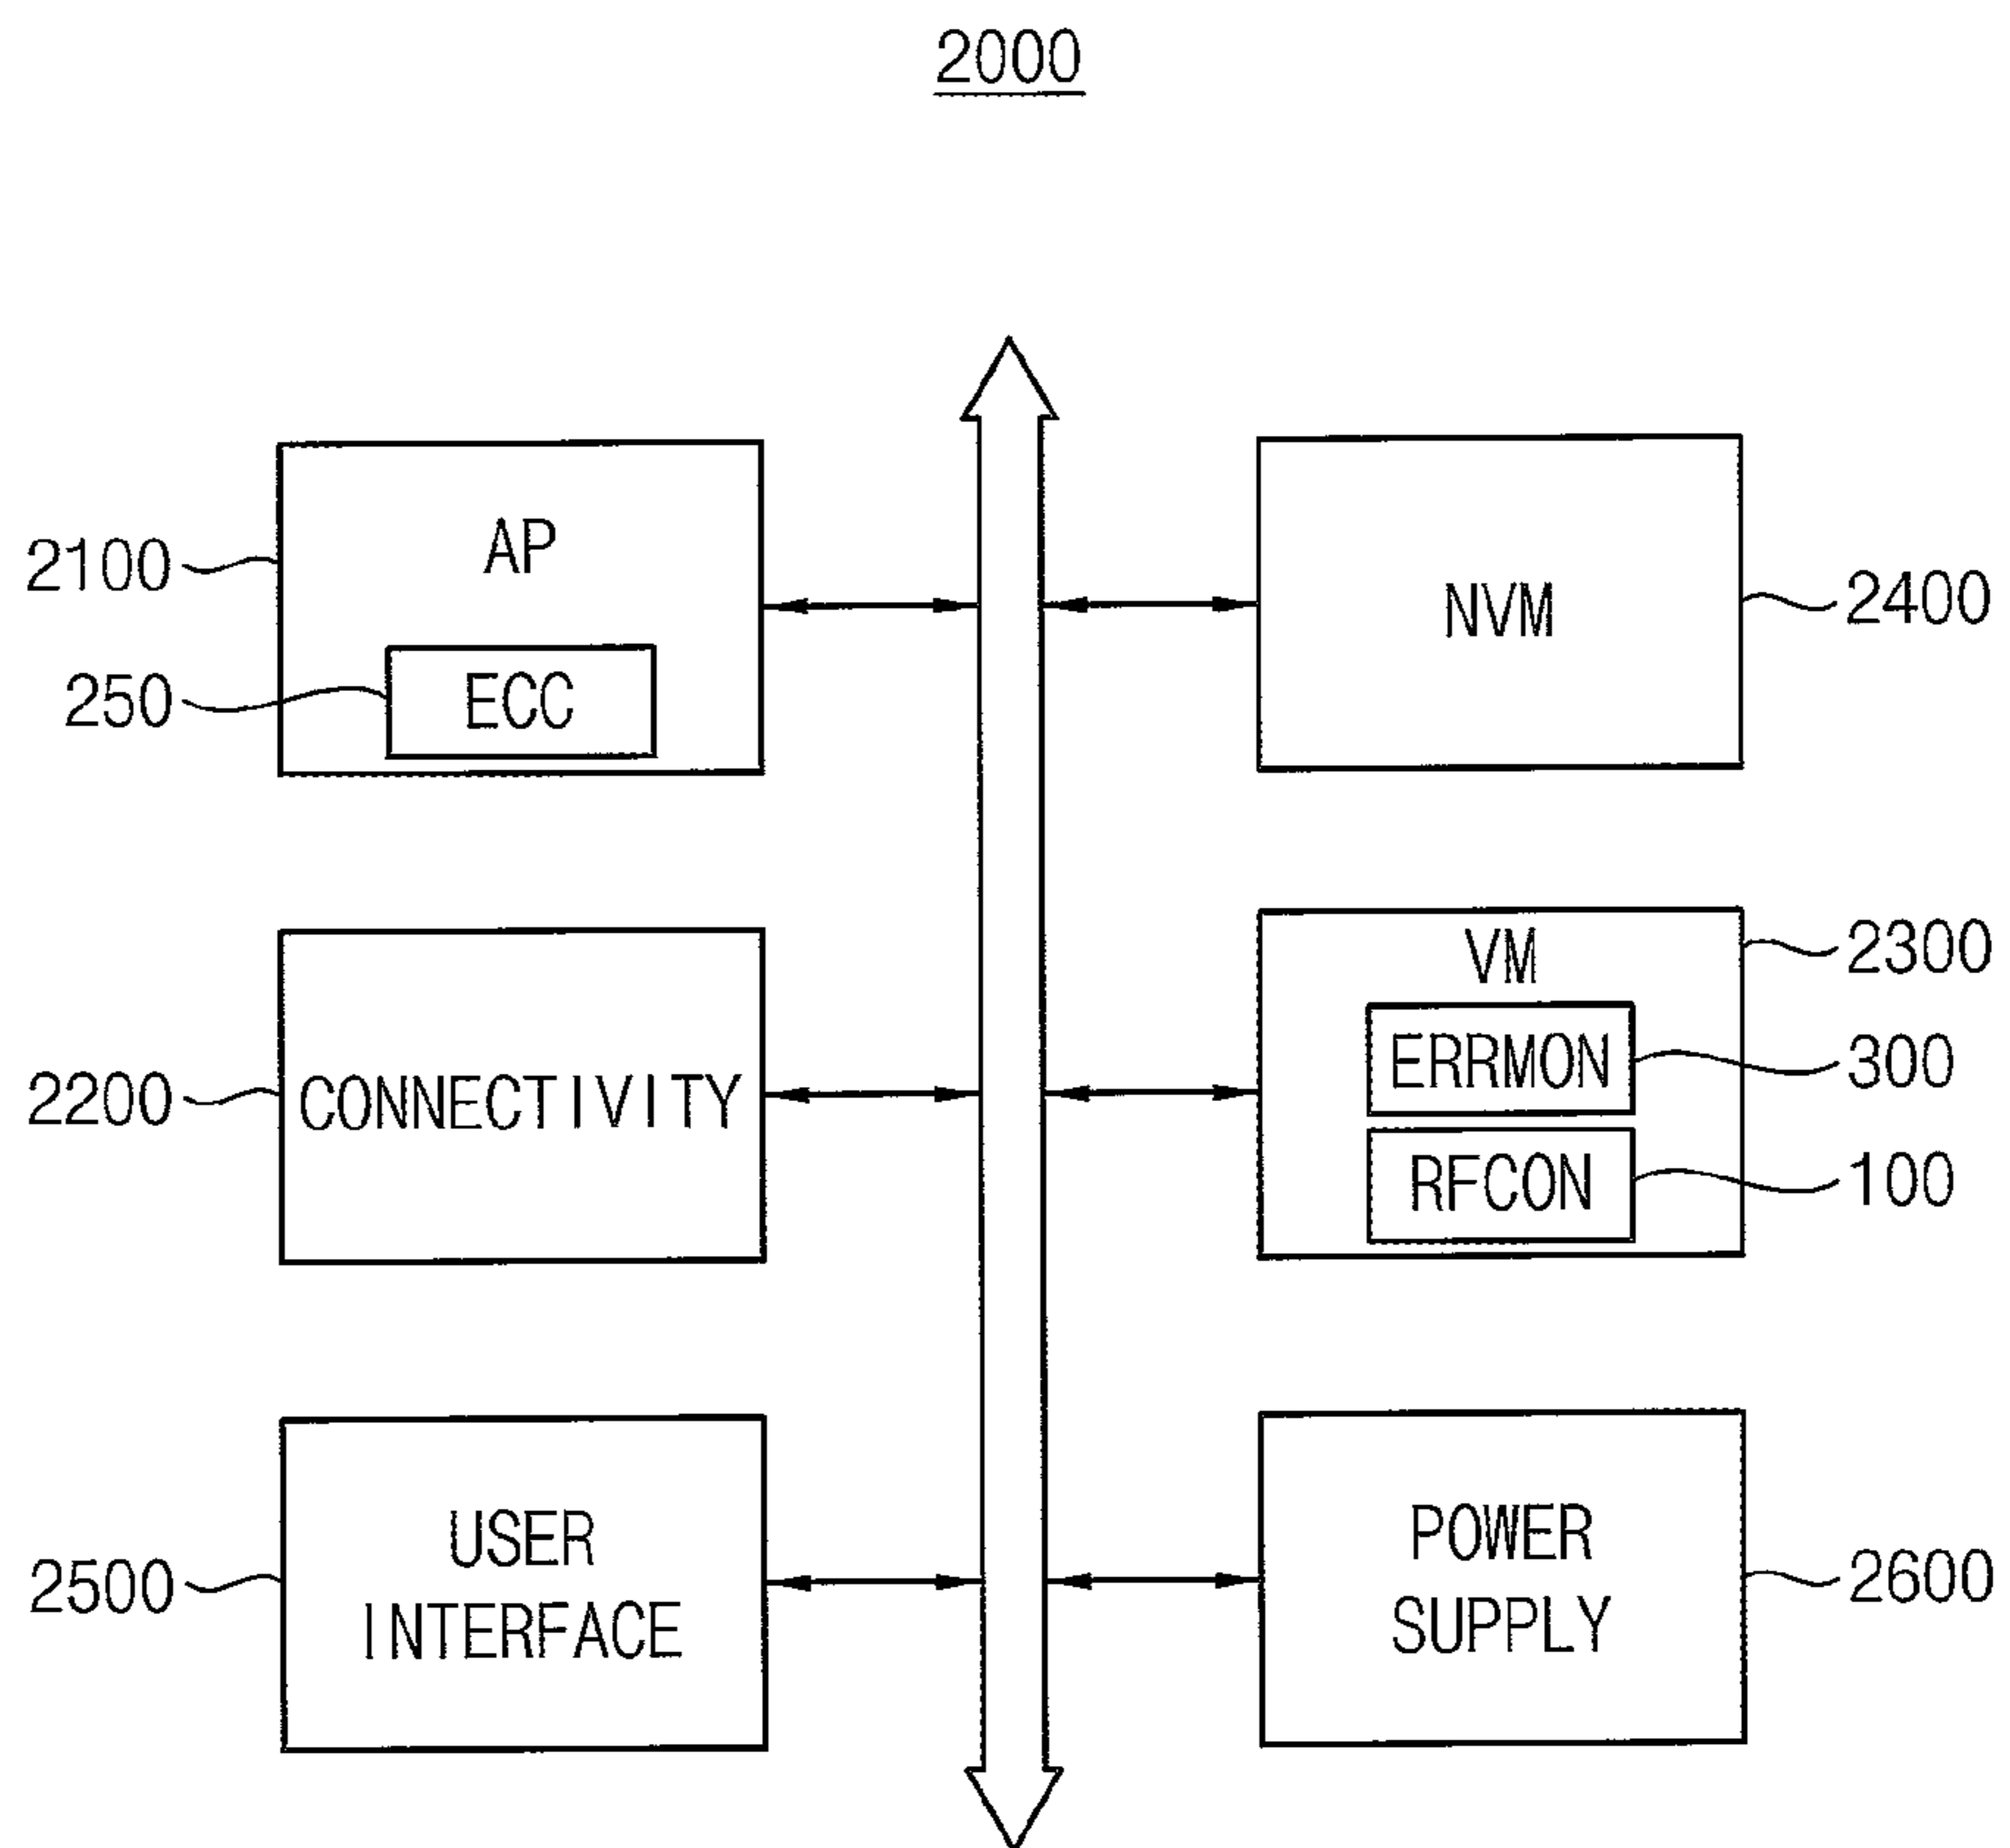 2000
AP
2100
250
ECC
NVM
2400
CONNECTIVITY
2200
VM
2300
ERRMON
300
RFCON
100
USER
INTERFACE
2500
POWER
SUPPLY
2600